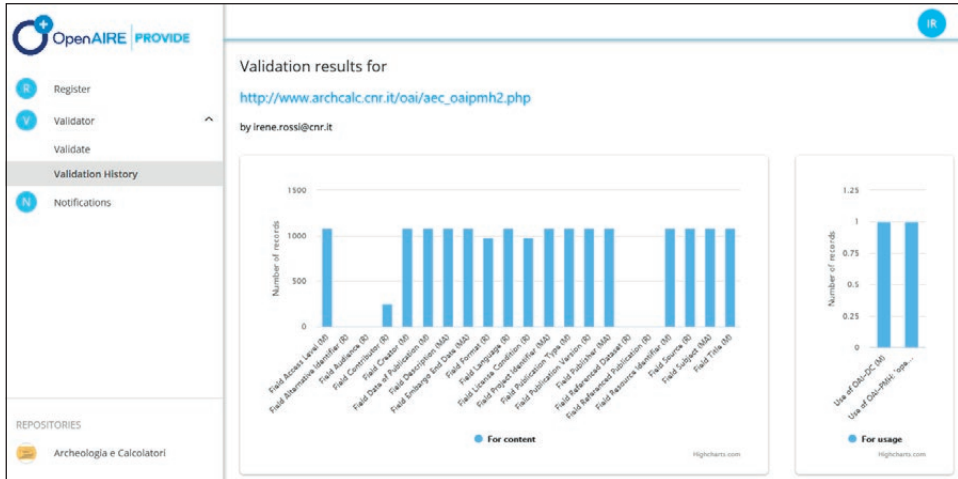 OpenAIRE PROVIDE
IR
R Register
V Validator
Validate
Validation History
N Notifications
REPOSITORIES
Archeologia e Calcolatori
Validation results for
http://www.archcalc.cnr.it/oai/aec_oaipmh2.php
by irene.rossi@cnr.it
Number of records
1500
1000
500
0
Field Access Level (M)
Field Alternative Identifier (R)
Field Audience (R)
Field Contributor (R)
Field Creator (M)
Field Date of Publication (M)
Field Description (MA)
Field Embargo End Date (MA)
Field Format (R)
Field Language (R)
Field License Condition (R)
Field Project Identifier (MA)
Field Publication Type (M)
Field Publication Version (R)
Field Publisher (MA)
Field Referenced Dataset (R)
Field Referenced Publication (R)
Field Resource Identifier (M)
Field Source (R)
Field Subject (MA)
Field Title (M)
For content
Highcharts.com
Number of records
1.25
1
0.75
0.5
0.25
0
Use of OAI-DC (M)
Use of OAI-PMH: 'ope...
For usage
Highcharts.com